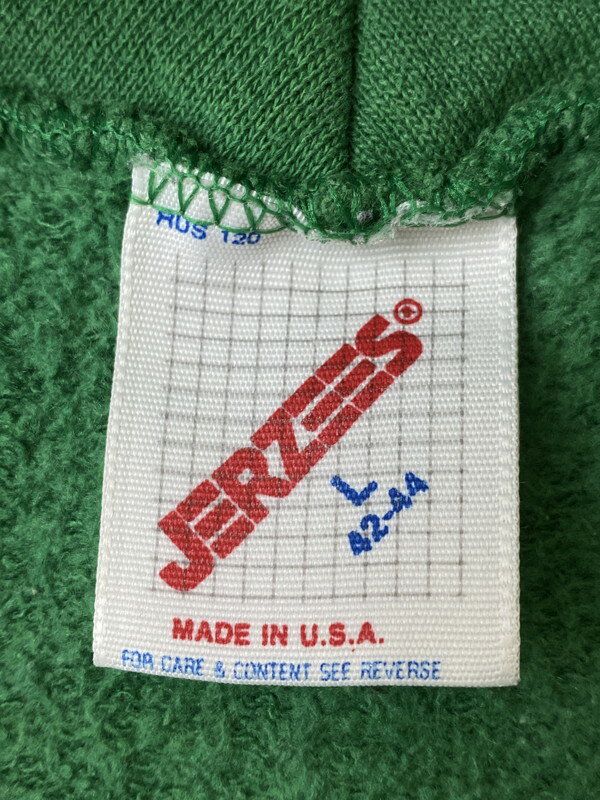 RUS 120
JERZEES®
L
42-44
MADE IN U.S.A.
FOR CARE & CONTENT SEE REVERSE